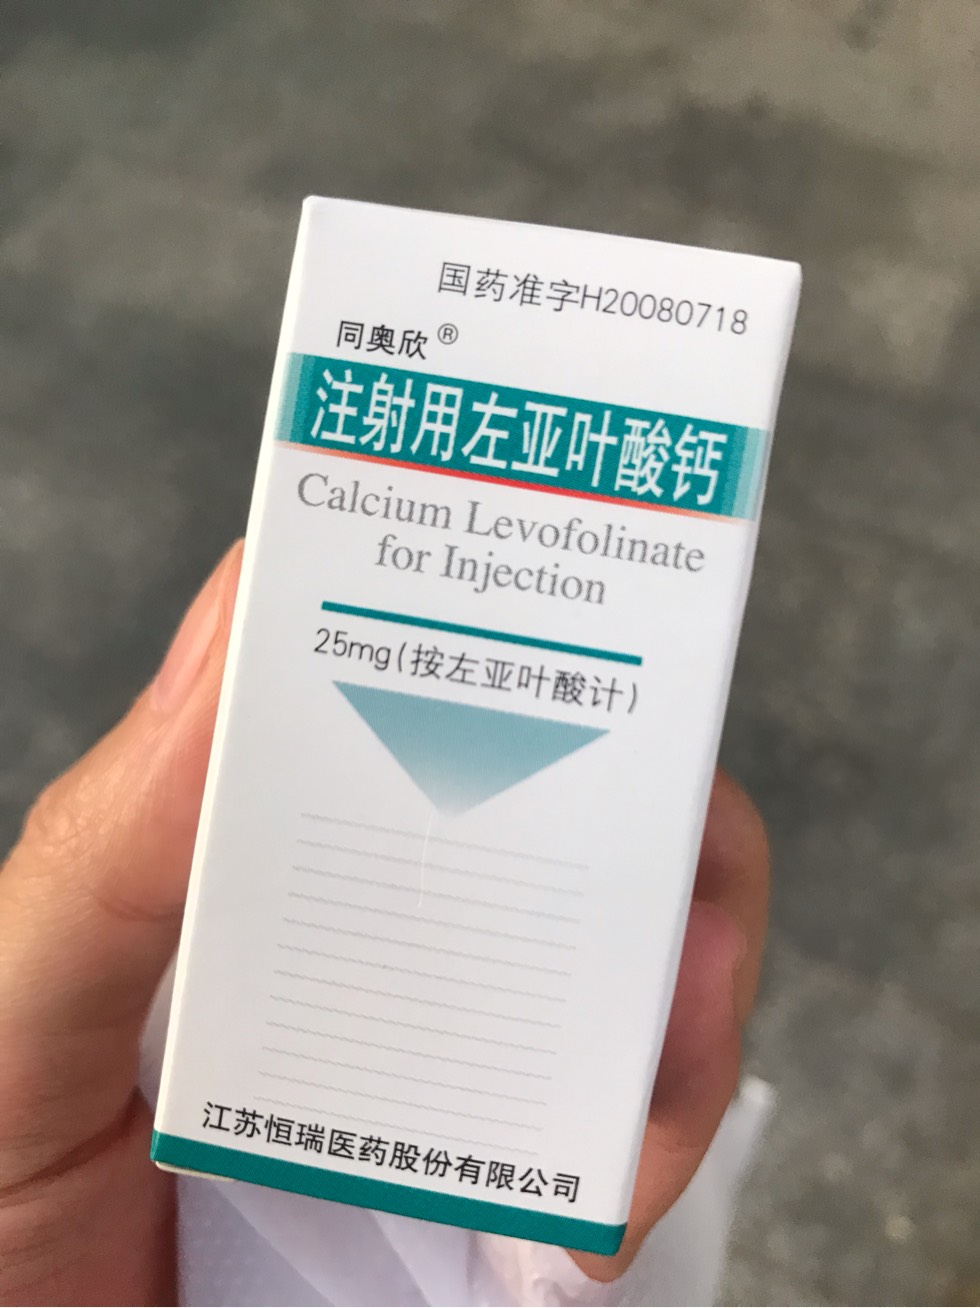 国药准字H20080718
同奥欣®
注射用左亚叶酸钙
Calcium Levofolinate
for Injection
25mg(按左亚叶酸计)
江苏恒瑞医药股份有限公司